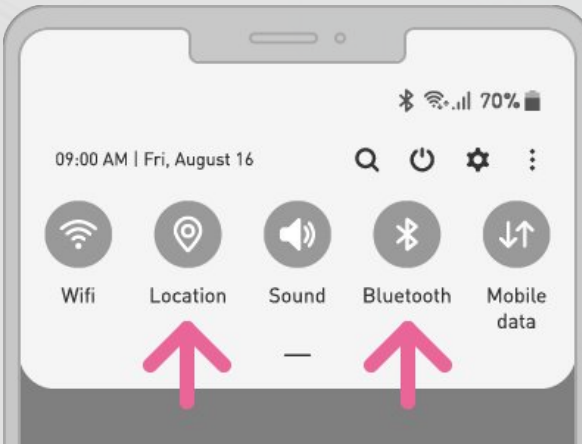 70%
09:00 AM | Fri, August 16
Wifi Location Sound Bluetooth Mobile
data